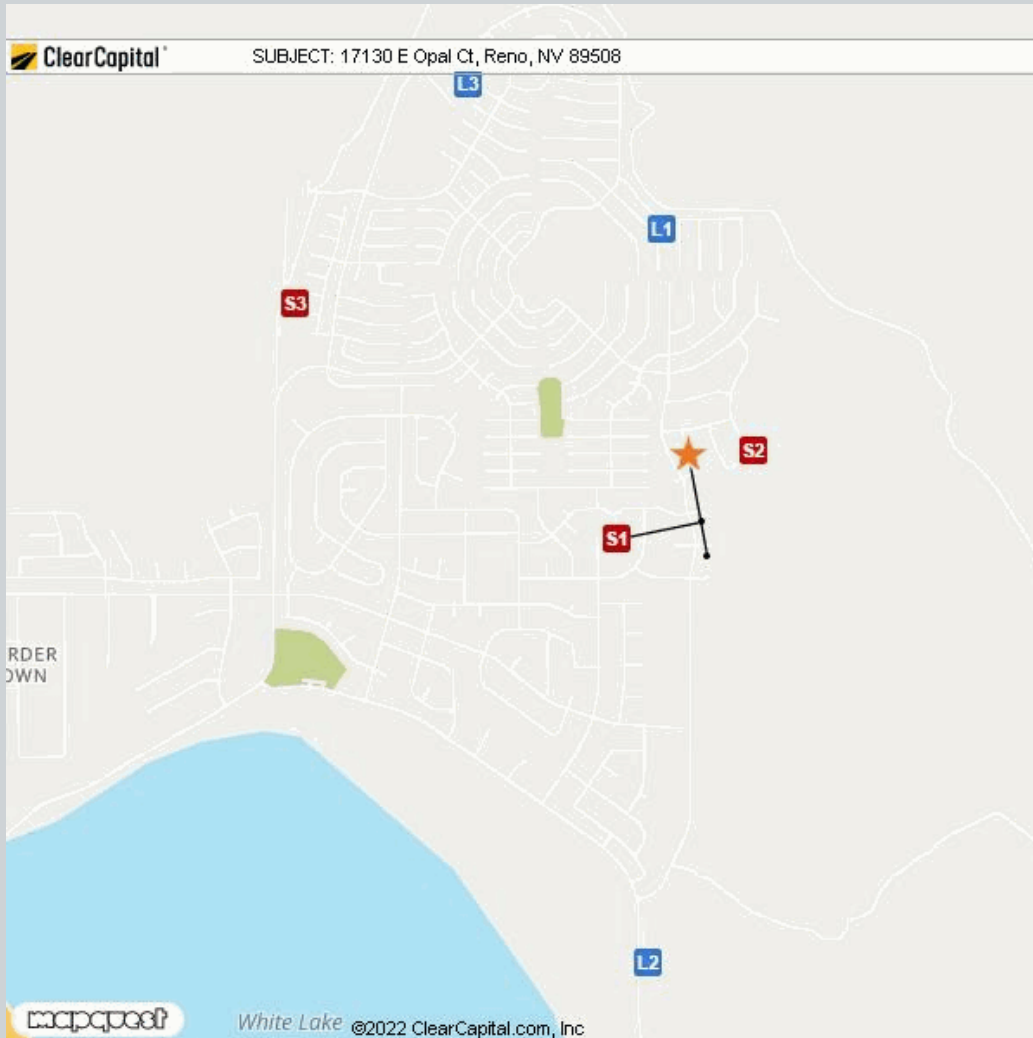 ClearCapital
SUBJECT: 17130 E Opal Ct, Reno, NV 89508
L3
L1
S3
S2
S1
RDER
OWN
L2
mapquest
White Lake
©2022 ClearCapital.com, Inc